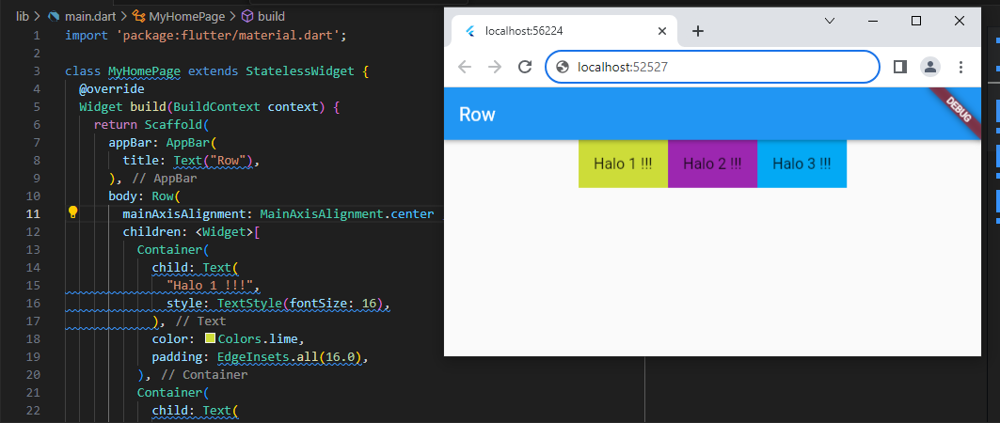 lib > main.dart > MyHomePage > build
1 import 'package:flutter/material.dart';
2
3 class MyHomePage extends StatelessWidget {
4 @override
5 Widget build(BuildContext context) {
6 return Scaffold(
7 appBar: AppBar(
8 title: Text("Row"),
9 ), // AppBar
10 body: Row(
11 mainAxisAlignment: MainAxisAlignment.center
12 children: <Widget>[
13 Container(
14 child: Text(
15 "Halo 1 !!!",
16 style: TextStyle(fontSize: 16),
17 ), // Text
18 color: Colors.lime,
19 padding: EdgeInsets.all(16.0),
20 ), // Container
21 Container(
22 child: Text(
localhost:56224
localhost:52527
Row
DEBUG
Halo 1 !!! Halo 2 !!! Halo 3 !!!